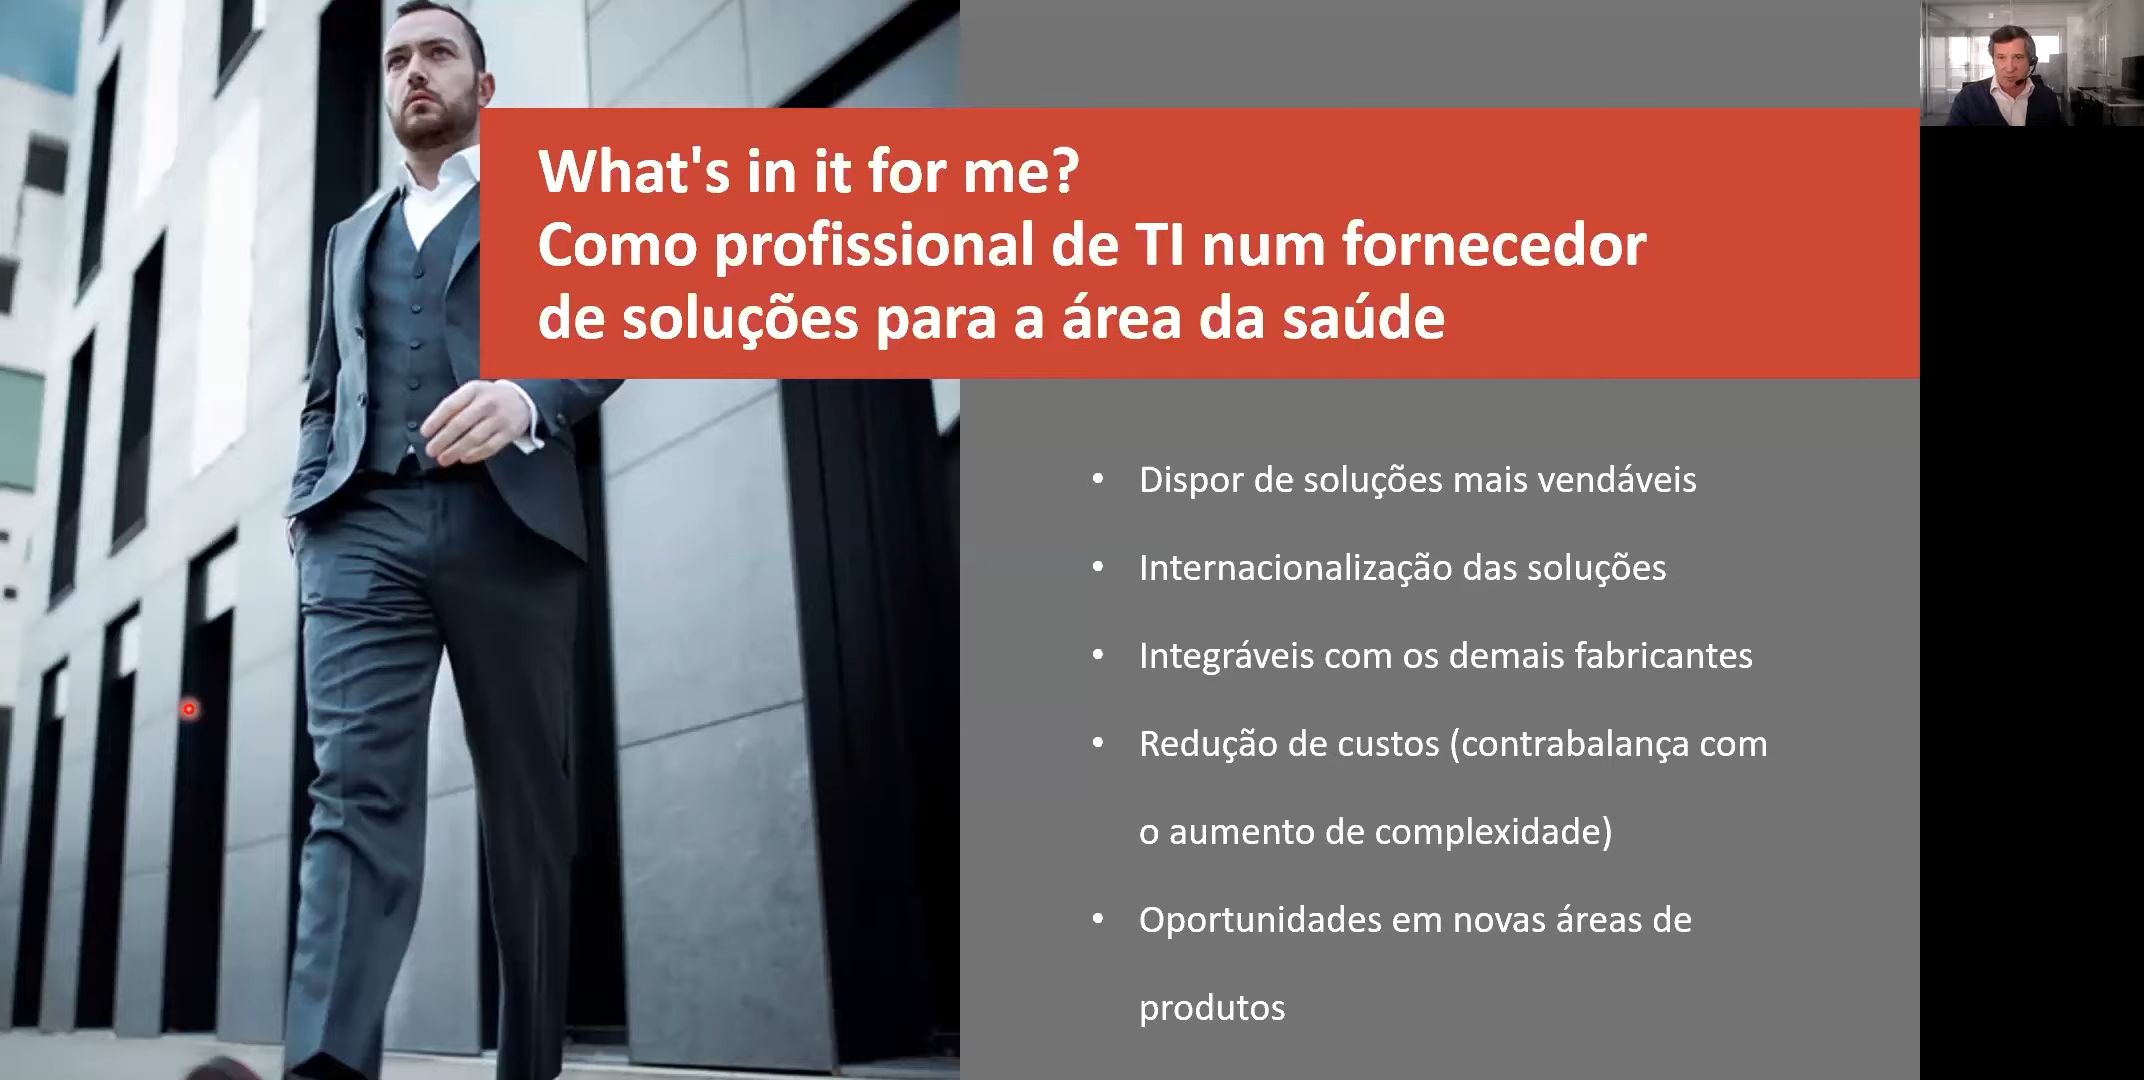 What's in it for me?
Como profissional de TI num fornecedor
de soluções para a área da saúde
• Dispor de soluções mais vendáveis
• Internacionalização das soluções
• Integráveis com os demais fabricantes
• Redução de custos (contrabalança com
o aumento de complexidade)
• Oportunidades em novas áreas de
produtos